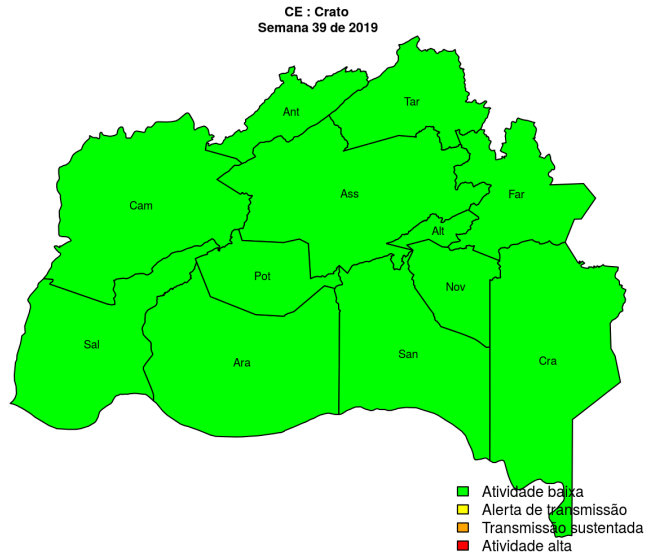 CE : Crato
Semana 39 de 2019
Tar
Ant
Ass
Far
Cam
Alt
Pot
Nov
Sal
San
Ara
Cra
Atividade baixa
Alerta de transmissão
Transmissão sustentada
Atividade alta